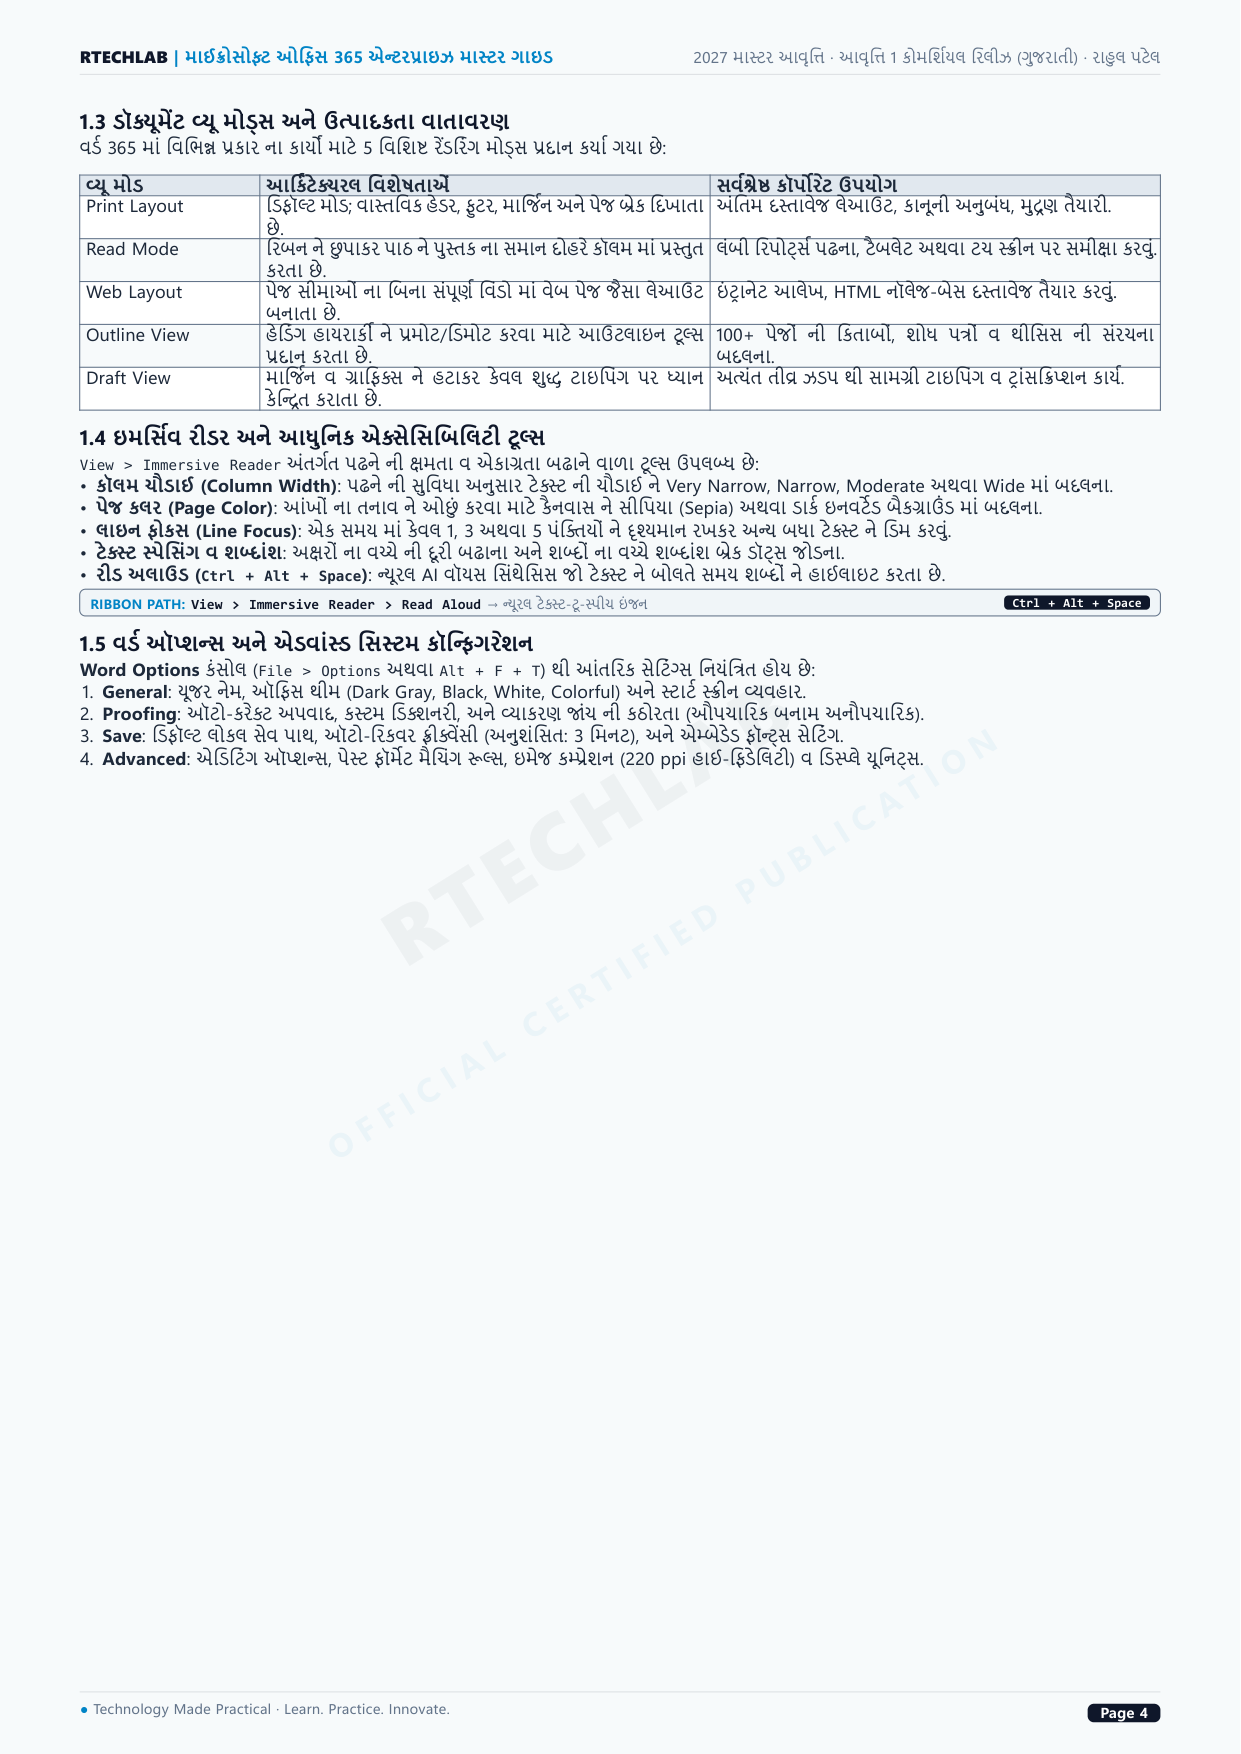 RTECHLAB | માઈક્રોસોફ્ટ ઓફિસ 365 એન્ટરપ્રાઇઝ માસ્ટર ગાઇડ
2027 માસ્ટર આવૃત્તિ · આવૃત્તિ 1 કોમર્શિયલ રિલીઝ (ગુજરાતી) · રાહુલ પટેલ
1.3 ડૉક્યૂમેંટ વ્યૂ મોડ્સ અને ઉત્પાદકતા વાતાવરણ
વર્ડ 365 માં વિભિન્ન પ્રકાર ના કાર્યો માટે 5 વિશિષ્ટ રેંડરિંગ મોડ્સ પ્રદાન કર્યા ગયા છે:
વ્યૂ મોડ આર્કિટેક્ચરલ વિશેષતાએં સર્વશ્રેષ્ઠ કૉર્પોરેટ ઉપયોગ
Print Layout ડિફૉલ્ટ મોડ; વાસ્તવિક હેડર, ફુટર, માર્જિન અને પેજ બ્રેક દિખાતા અંતિમ દસ્તાવેજ લેઆઉટ, કાનૂની અનુબંધ, મુદ્રણ તૈયારી.
છે.
Read Mode રિબન ને છુપાકર પાઠ ને પુસ્તક ના સમાન દોહરે કૉલમ માં પ્રસ્તુત લંબી રિપોર્ટ્સ પઢના, ટૈબલેટ અથવા ટચ સ્ક્રીન પર સમીક્ષા કરવું.
કરતા છે.
Web Layout પેજ સીમાઓં ના બિના સંપૂર્ણ વિંડો માં વેબ પેજ જૈસા લેઆઉટ ઇંટ્રાનેટ આલેખ, HTML નૉલેજ-બેસ દસ્તાવેજ તૈયાર કરવું.
બનાતા છે.
Outline View હેડિંગ હાયરાર્કી ને પ્રમોટ/ડિમોટ કરવા માટે આઉટલાઇન ટૂલ્સ 100+ પેજોં ની કિતાબોં, શોધ પત્રોં વ થીસિસ ની સંરચના
પ્રદાન કરતા છે. બદલના.
Draft View માર્જિન વ ગ્રાફિક્સ ને હટાકર કેવલ શુદ્ધ ટાઇપિંગ પર ધ્યાન અત્યંત તીવ્ર ઝડપ થી સામગ્રી ટાઇપિંગ વ ટ્રાંસક્રિપ્શન કાર્ય.
કેન્દ્રિત કરાતા છે.
1.4 ઇમર્સિવ રીડર અને આધુનિક એક્સેસિબિલિટી ટૂલ્સ
View > Immersive Reader અંતર્ગત પઢને ની ક્ષમતા વ એકાગ્રતા બઢાને વાળા ટૂલ્સ ઉપલબ્ધ છે:
• કૉલમ ચૌડાઈ (Column Width): પઢને ની સુવિધા અનુસાર ટેક્સ્ટ ની ચૌડાઈ ને Very Narrow, Narrow, Moderate અથવા Wide માં બદલના.
• પેજ કલર (Page Color): આંખોં ના તનાવ ને ઓછું કરવા માટે કૈનવાસ ને સીપિયા (Sepia) અથવા ડાર્ક ઇનવર્ટેડ બૈકગ્રાઉંડ માં બદલના.
• લાઇન ફોકસ (Line Focus): એક સમય માં કેવલ 1, 3 અથવા 5 પંક્તિયોં ને દૃશ્યમાન રખકર અન્ય બધા ટેક્સ્ટ ને ડિમ કરવું.
• ટેક્સ્ટ સ્પેસિંગ વ શબ્દાંશ: અક્ષરોં ના વચ્ચે ની દૂરી બઢાના અને શબ્દોં ના વચ્ચે શબ્દાંશ બ્રેક ડૉટ્સ જોડના.
• રીડ અલાઉડ (Ctrl + Alt + Space): ન્યૂરલ AI વૉયસ સિંથેસિસ જો ટેક્સ્ટ ને બોલતે સમય શબ્દોં ને હાઈલાઇટ કરતા છે.
RIBBON PATH: View > Immersive Reader > Read Aloud → ન્યૂરલ ટેક્સ્ટ-ટૂ-સ્પીચ ઇંજન Ctrl + Alt + Space
1.5 વર્ડ ઑપ્શન્સ અને એડવાંસ્ડ સિસ્ટમ કૉન્ફિગરેશન
Word Options કંસોલ (File > Options અથવા Alt + F + T) થી આંતરિક સેટિંગ્સ નિયંત્રિત હોય છે:
1. General: યૂજર નેમ, ઑફિસ થીમ (Dark Gray, Black, White, Colorful) અને સ્ટાર્ટ સ્ક્રીન વ્યવહાર.
2. Proofing: ઑટો-કરેક્ટ અપવાદ, કસ્ટમ ડિક્શનરી, અને વ્યાકરણ જાંચ ની કઠોરતા (ઔપચારિક બનામ અનૌપચારિક).
3. Save: ડિફૉલ્ટ લોકલ સેવ પાથ, ઑટો-રિકવર ફ્રીક્વેંસી (અનુશંસિત: 3 મિનટ), અને એમ્બેડેડ ફૉન્ટ્સ સેટિંગ.
4. Advanced: એડિટિંગ ઑપ્શન્સ, પેસ્ટ ફૉર્મેટ મૈચિંગ રૂલ્સ, ઇમેજ કમ્પ્રેશન (220 ppi હાઈ-ફિડેલિટી) વ ડિસ્પ્લે યૂનિટ્સ.
RTECHLAB
OFFICIAL CERTIFIED PUBLICATION
• Technology Made Practical · Learn. Practice. Innovate.
Page 4